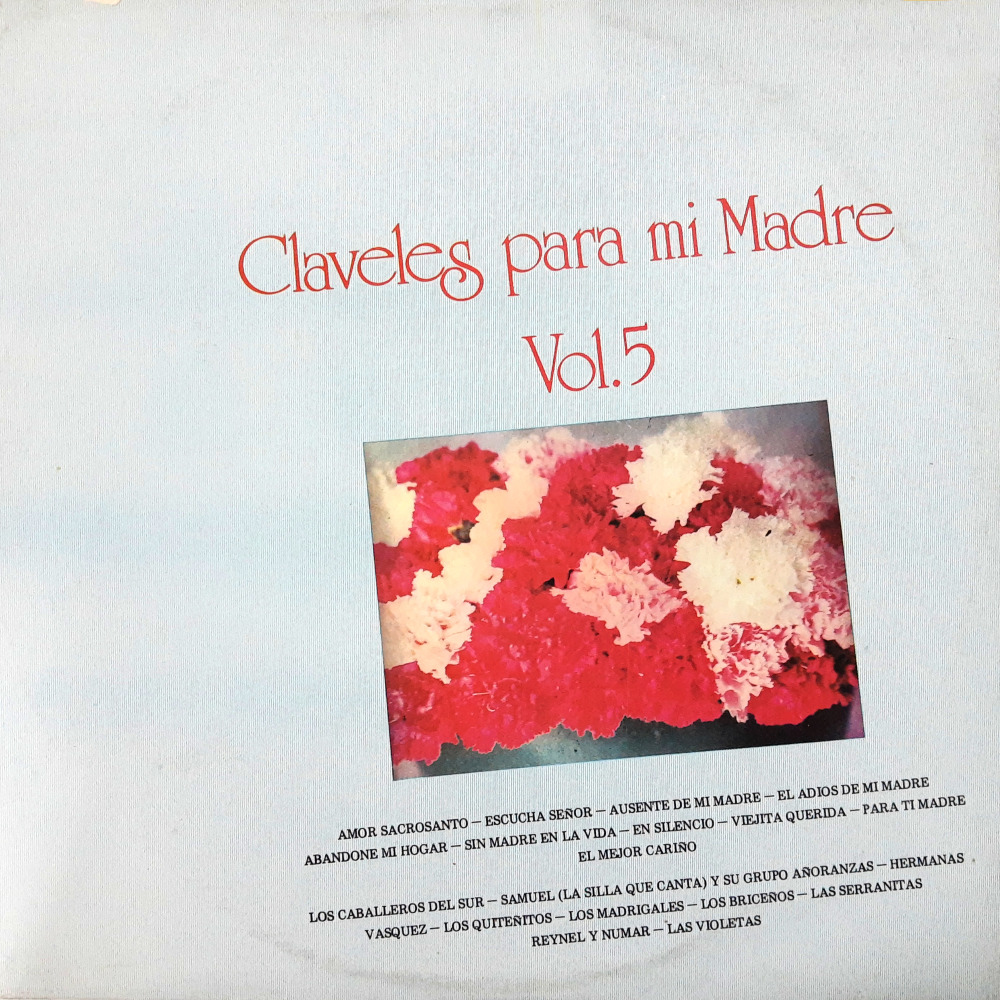 Claveles para mi Madre
Vol.5
AMOR SACROSANTO — ESCUCHA SEÑOR — AUSENTE DE MI MADRE — EL ADIOS DE MI MADRE
ABANDONE MI HOGAR — SIN MADRE EN LA VIDA — EN SILENCIO — VIEJITA QUERIDA — PARA TI MADRE
EL MEJOR CARIÑO
LOS CABALLEROS DEL SUR — SAMUEL (LA SILLA QUE CANTA) Y SU GRUPO AÑORANZAS — HERMANAS
VASQUEZ — LOS QUITEÑITOS — LOS MADRIGALES — LOS BRICEÑOS — LAS SERRANITAS
REYNEL Y NUMAR — LAS VIOLETAS